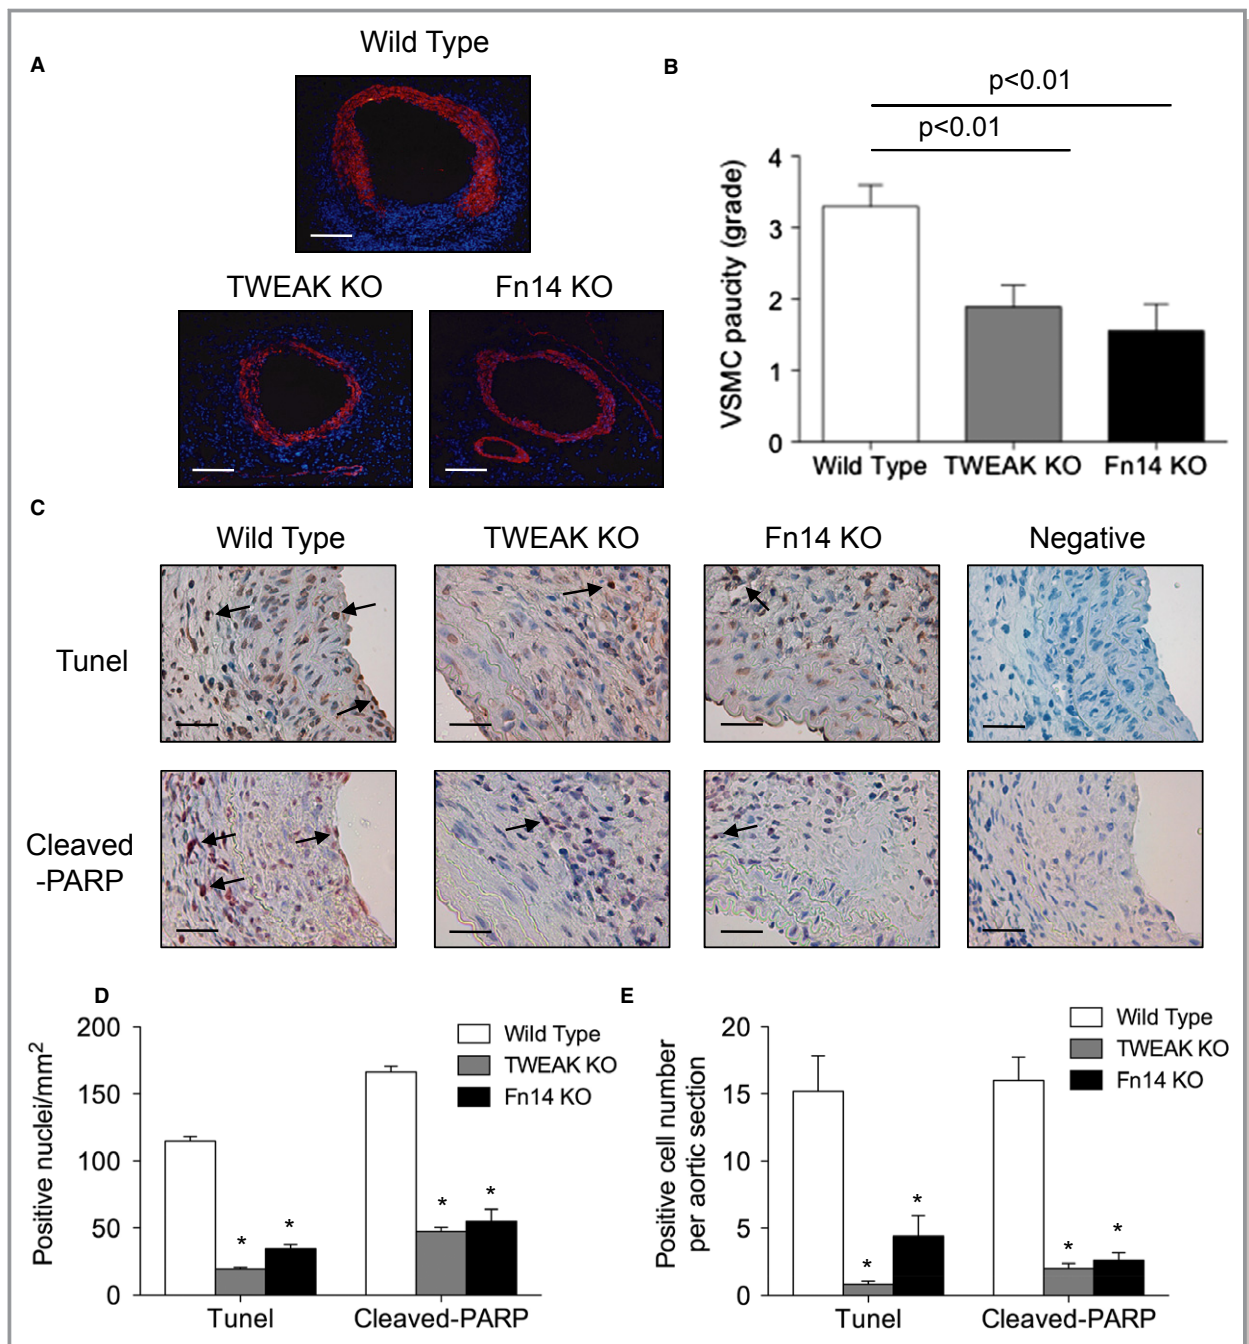 A
Wild Type
TWEAK KO
Fn14 KO
B
p<0.01
p<0.01
VSMC paucity (grade)
4
3
2
1
0
Wild Type
TWEAK KO
Fn14 KO
C
Wild Type
TWEAK KO
Fn14 KO
Negative
Tunel
Cleaved
-PARP
D
Positive nuclei/mm²
200
150
100
50
0
Wild Type
TWEAK KO
Fn14 KO
*
*
*
*
Tunel
Cleaved-PARP
E
Positive cell number
per aortic section
20
15
10
5
0
Wild Type
TWEAK KO
Fn14 KO
*
*
*
*
Tunel
Cleaved-PARP